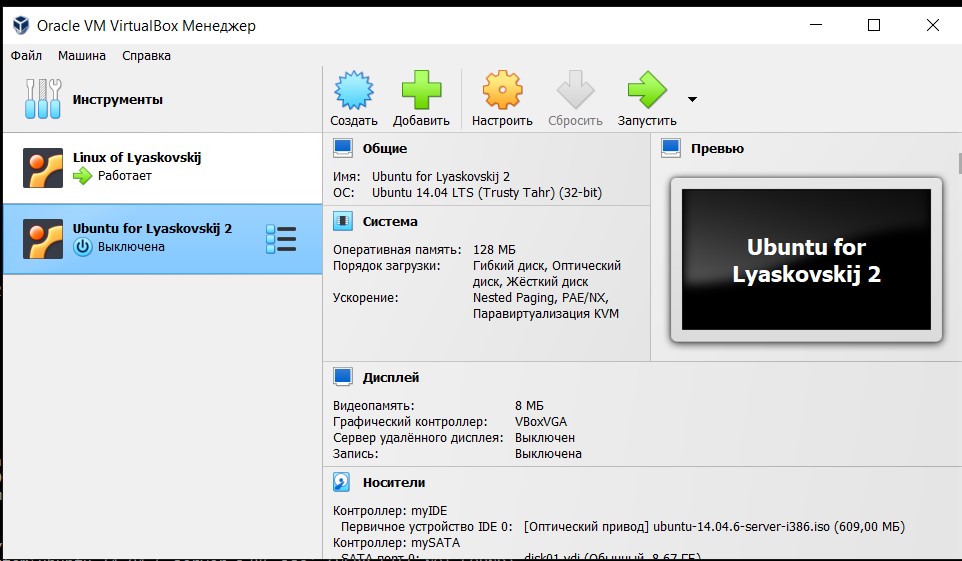 Oracle VM VirtualBox Менеджер
Файл Машина Справка
Инструменты
Создать Добавить Настроить Сбросить Запустить
Linux of Lyaskovskij
Работает
Ubuntu for Lyaskovskij 2
Выключена
Общие
Имя: Ubuntu for Lyaskovskij 2
ОС: Ubuntu 14.04 LTS (Trusty Tahr) (32-bit)
Система
Оперативная память: 128 МБ
Порядок загрузки: Гибкий диск, Оптический
диск, Жёсткий диск
Ускорение: Nested Paging, PAE/NX,
Паравиртуализация KVM
Превью
Ubuntu for
Lyaskovskij 2
Дисплей
Видеопамять: 8 МБ
Графический контроллер: VBoxVGA
Сервер удалённого дисплея: Выключен
Запись: Выключена
Носители
Контроллер: myIDE
Первичное устройство IDE 0: [Оптический привод] ubuntu-14.04.6-server-i386.iso (609,00 МБ)
Контроллер: mySATA
SATA порт 0: disk01.vdi (Обычный, 8,67 ГБ)